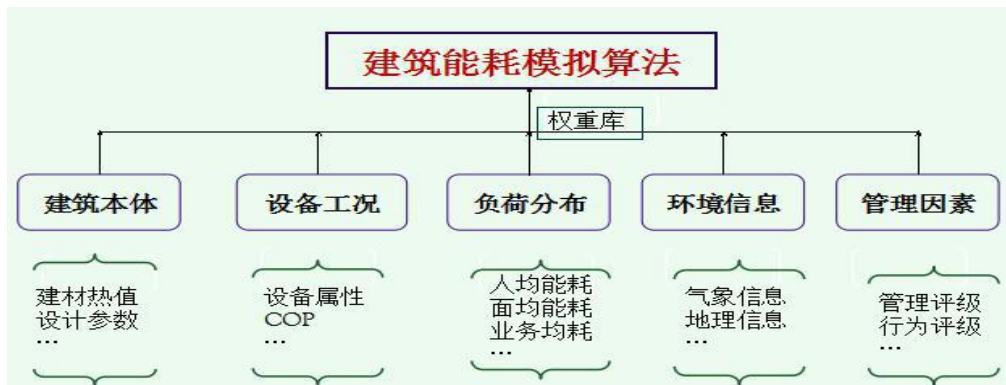 建筑能耗模拟算法
权重库
建筑本体
设备工况
负荷分布
环境信息
管理因素
建材热值
设计参数
...
设备属性
COP
...
人均能耗
面均能耗
业务均耗
...
气象信息
地理信息
...
管理评级
行为评级
...